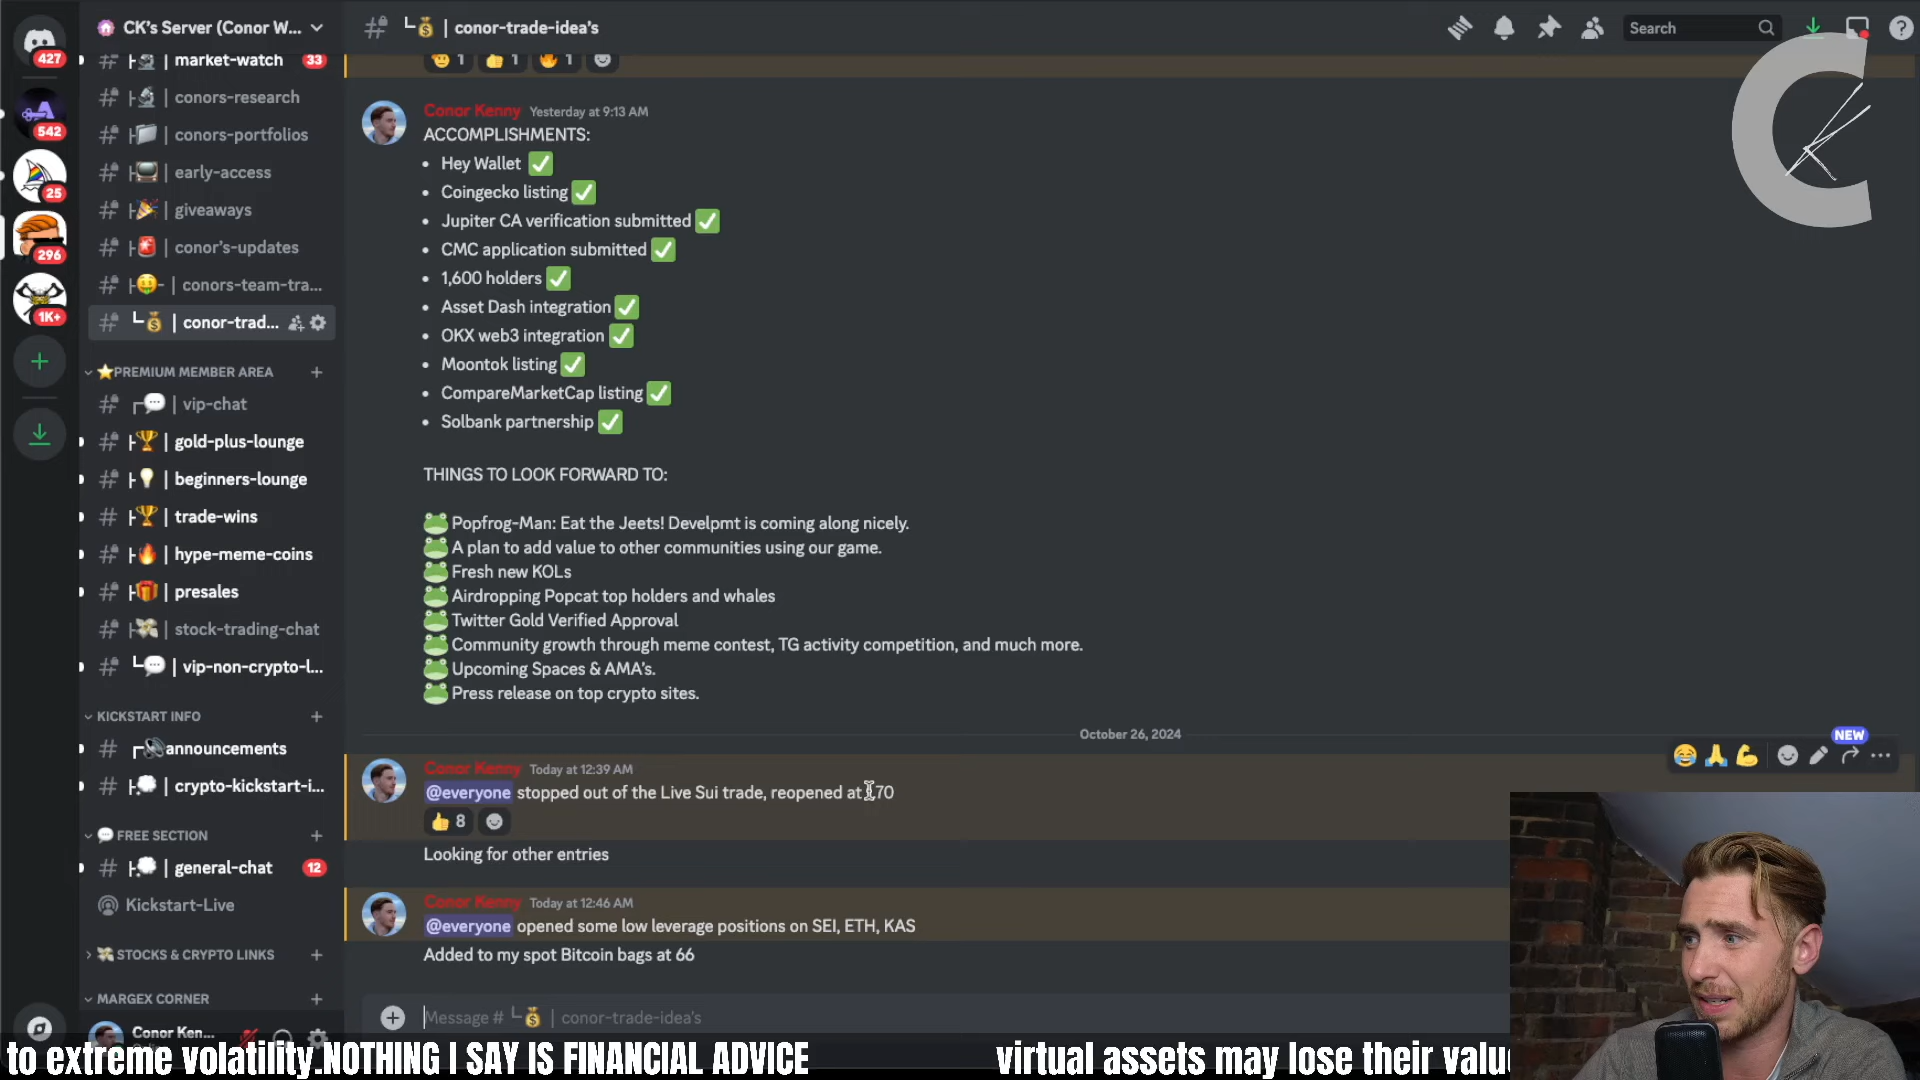 427
542
25
296
1K+
CK's Server (Conor W...
market-watch 33
conors-research
conors-portfolios
early-access
giveaways
conor's-updates
conors-team-tra...
conor-trad...
PREMIUM MEMBER AREA
vip-chat
gold-plus-lounge
beginners-lounge
trade-wins
hype-meme-coins
presales
stock-trading-chat
vip-non-crypto-l...
KICKSTART INFO
announcements
crypto-kickstart-i...
FREE SECTION
general-chat 12
Kickstart-Live
STOCKS & CRYPTO LINKS
MARGEX CORNER
Conor Ken...
conor-trade-idea's
Search
1 1 1
Conor Kenny Yesterday at 9:13 AM
ACCOMPLISHMENTS:
• Hey Wallet ✅
• Coingecko listing ✅
• Jupiter CA verification submitted ✅
• CMC application submitted ✅
• 1,600 holders ✅
• Asset Dash integration ✅
• OKX web3 integration ✅
• Moontok listing ✅
• CompareMarketCap listing ✅
• Solbank partnership ✅
THINGS TO LOOK FORWARD TO:
🐸 Popfrog-Man: Eat the Jeets! Develpmt is coming along nicely.
🐸 A plan to add value to other communities using our game.
🐸 Fresh new KOLs
🐸 Airdropping Popcat top holders and whales
🐸 Twitter Gold Verified Approval
🐸 Community growth through meme contest, TG activity competition, and much more.
🐸 Upcoming Spaces & AMA's.
🐸 Press release on top crypto sites.
October 26, 2024
NEW
Conor Kenny Today at 12:39 AM
@everyone stopped out of the Live Sui trade, reopened at
8
Looking for other entries
Conor Kenny Today at 12:46 AM
@everyone opened some low leverage positions on SEI, ETH, KAS
Added to my spot Bitcoin bags at 66
Message # conor-trade-idea's
to extreme volatility.NOTHING I SAY IS FINANCIAL ADVICE virtual assets may lose their